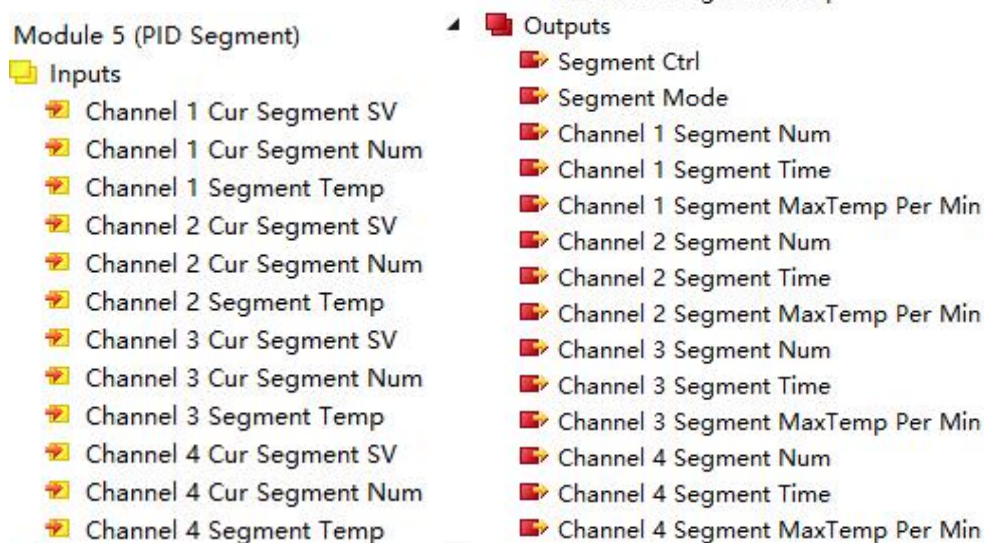 Module 5 (PID Segment)
Inputs
Channel 1 Cur Segment SV
Channel 1 Cur Segment Num
Channel 1 Segment Temp
Channel 2 Cur Segment SV
Channel 2 Cur Segment Num
Channel 2 Segment Temp
Channel 3 Cur Segment SV
Channel 3 Cur Segment Num
Channel 3 Segment Temp
Channel 4 Cur Segment SV
Channel 4 Cur Segment Num
Channel 4 Segment Temp
Outputs
Segment Ctrl
Segment Mode
Channel 1 Segment Num
Channel 1 Segment Time
Channel 1 Segment MaxTemp Per Min
Channel 2 Segment Num
Channel 2 Segment Time
Channel 2 Segment MaxTemp Per Min
Channel 3 Segment Num
Channel 3 Segment Time
Channel 3 Segment MaxTemp Per Min
Channel 4 Segment Num
Channel 4 Segment Time
Channel 4 Segment MaxTemp Per Min